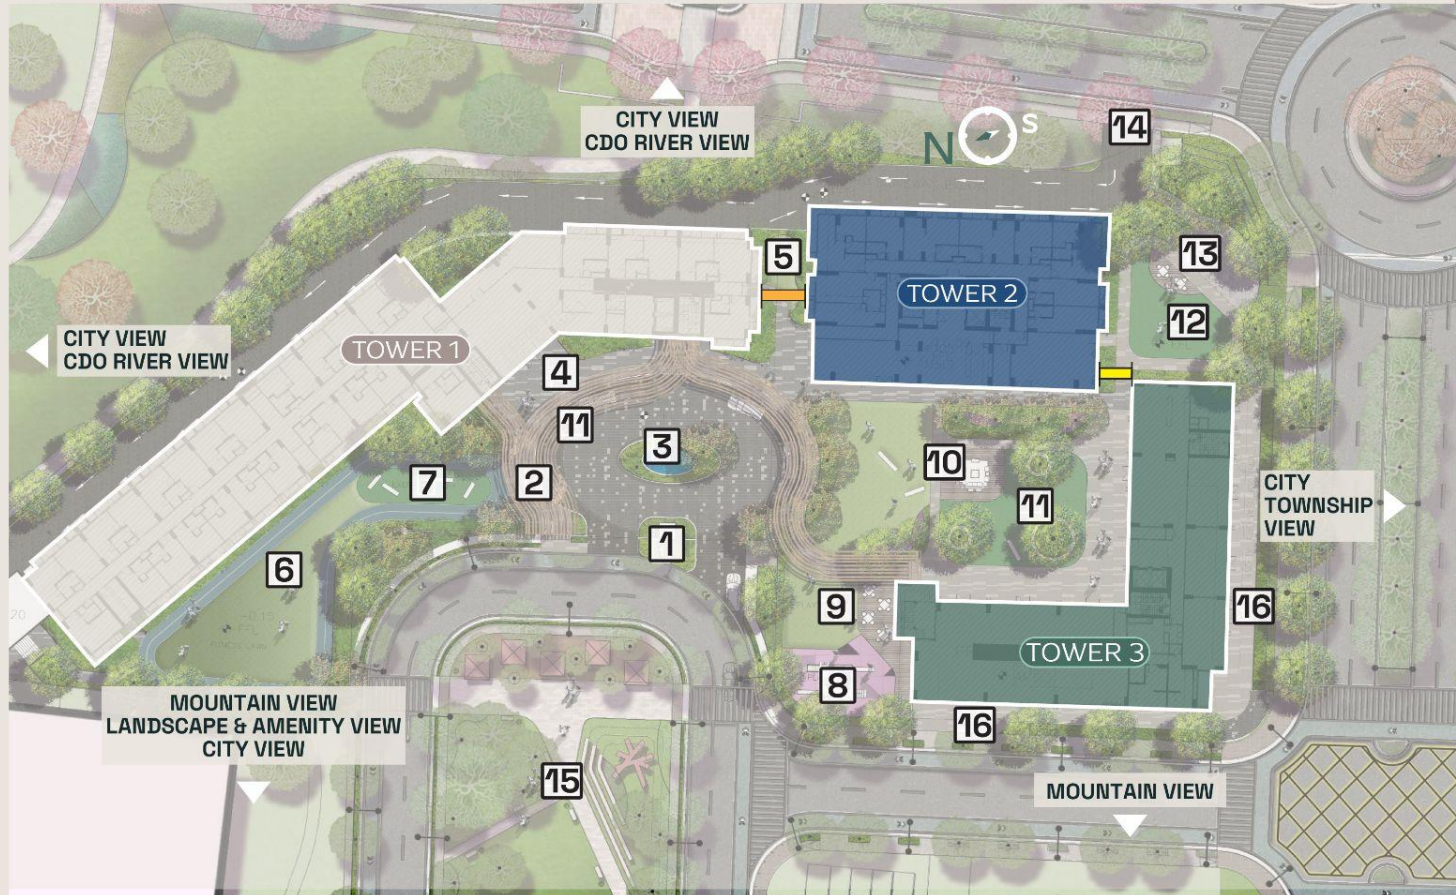 CITY VIEW
CDO RIVER VIEW
N
S
14
13
5
TOWER 2
12
CITY VIEW
CDO RIVER VIEW
TOWER 1
4
11
3
10
7
2
11
CITY
TOWNSHIP
VIEW
1
6
9
16
TOWER 3
8
16
MOUNTAIN VIEW
LANDSCAPE & AMENITY VIEW
CITY VIEW
15
MOUNTAIN VIEW